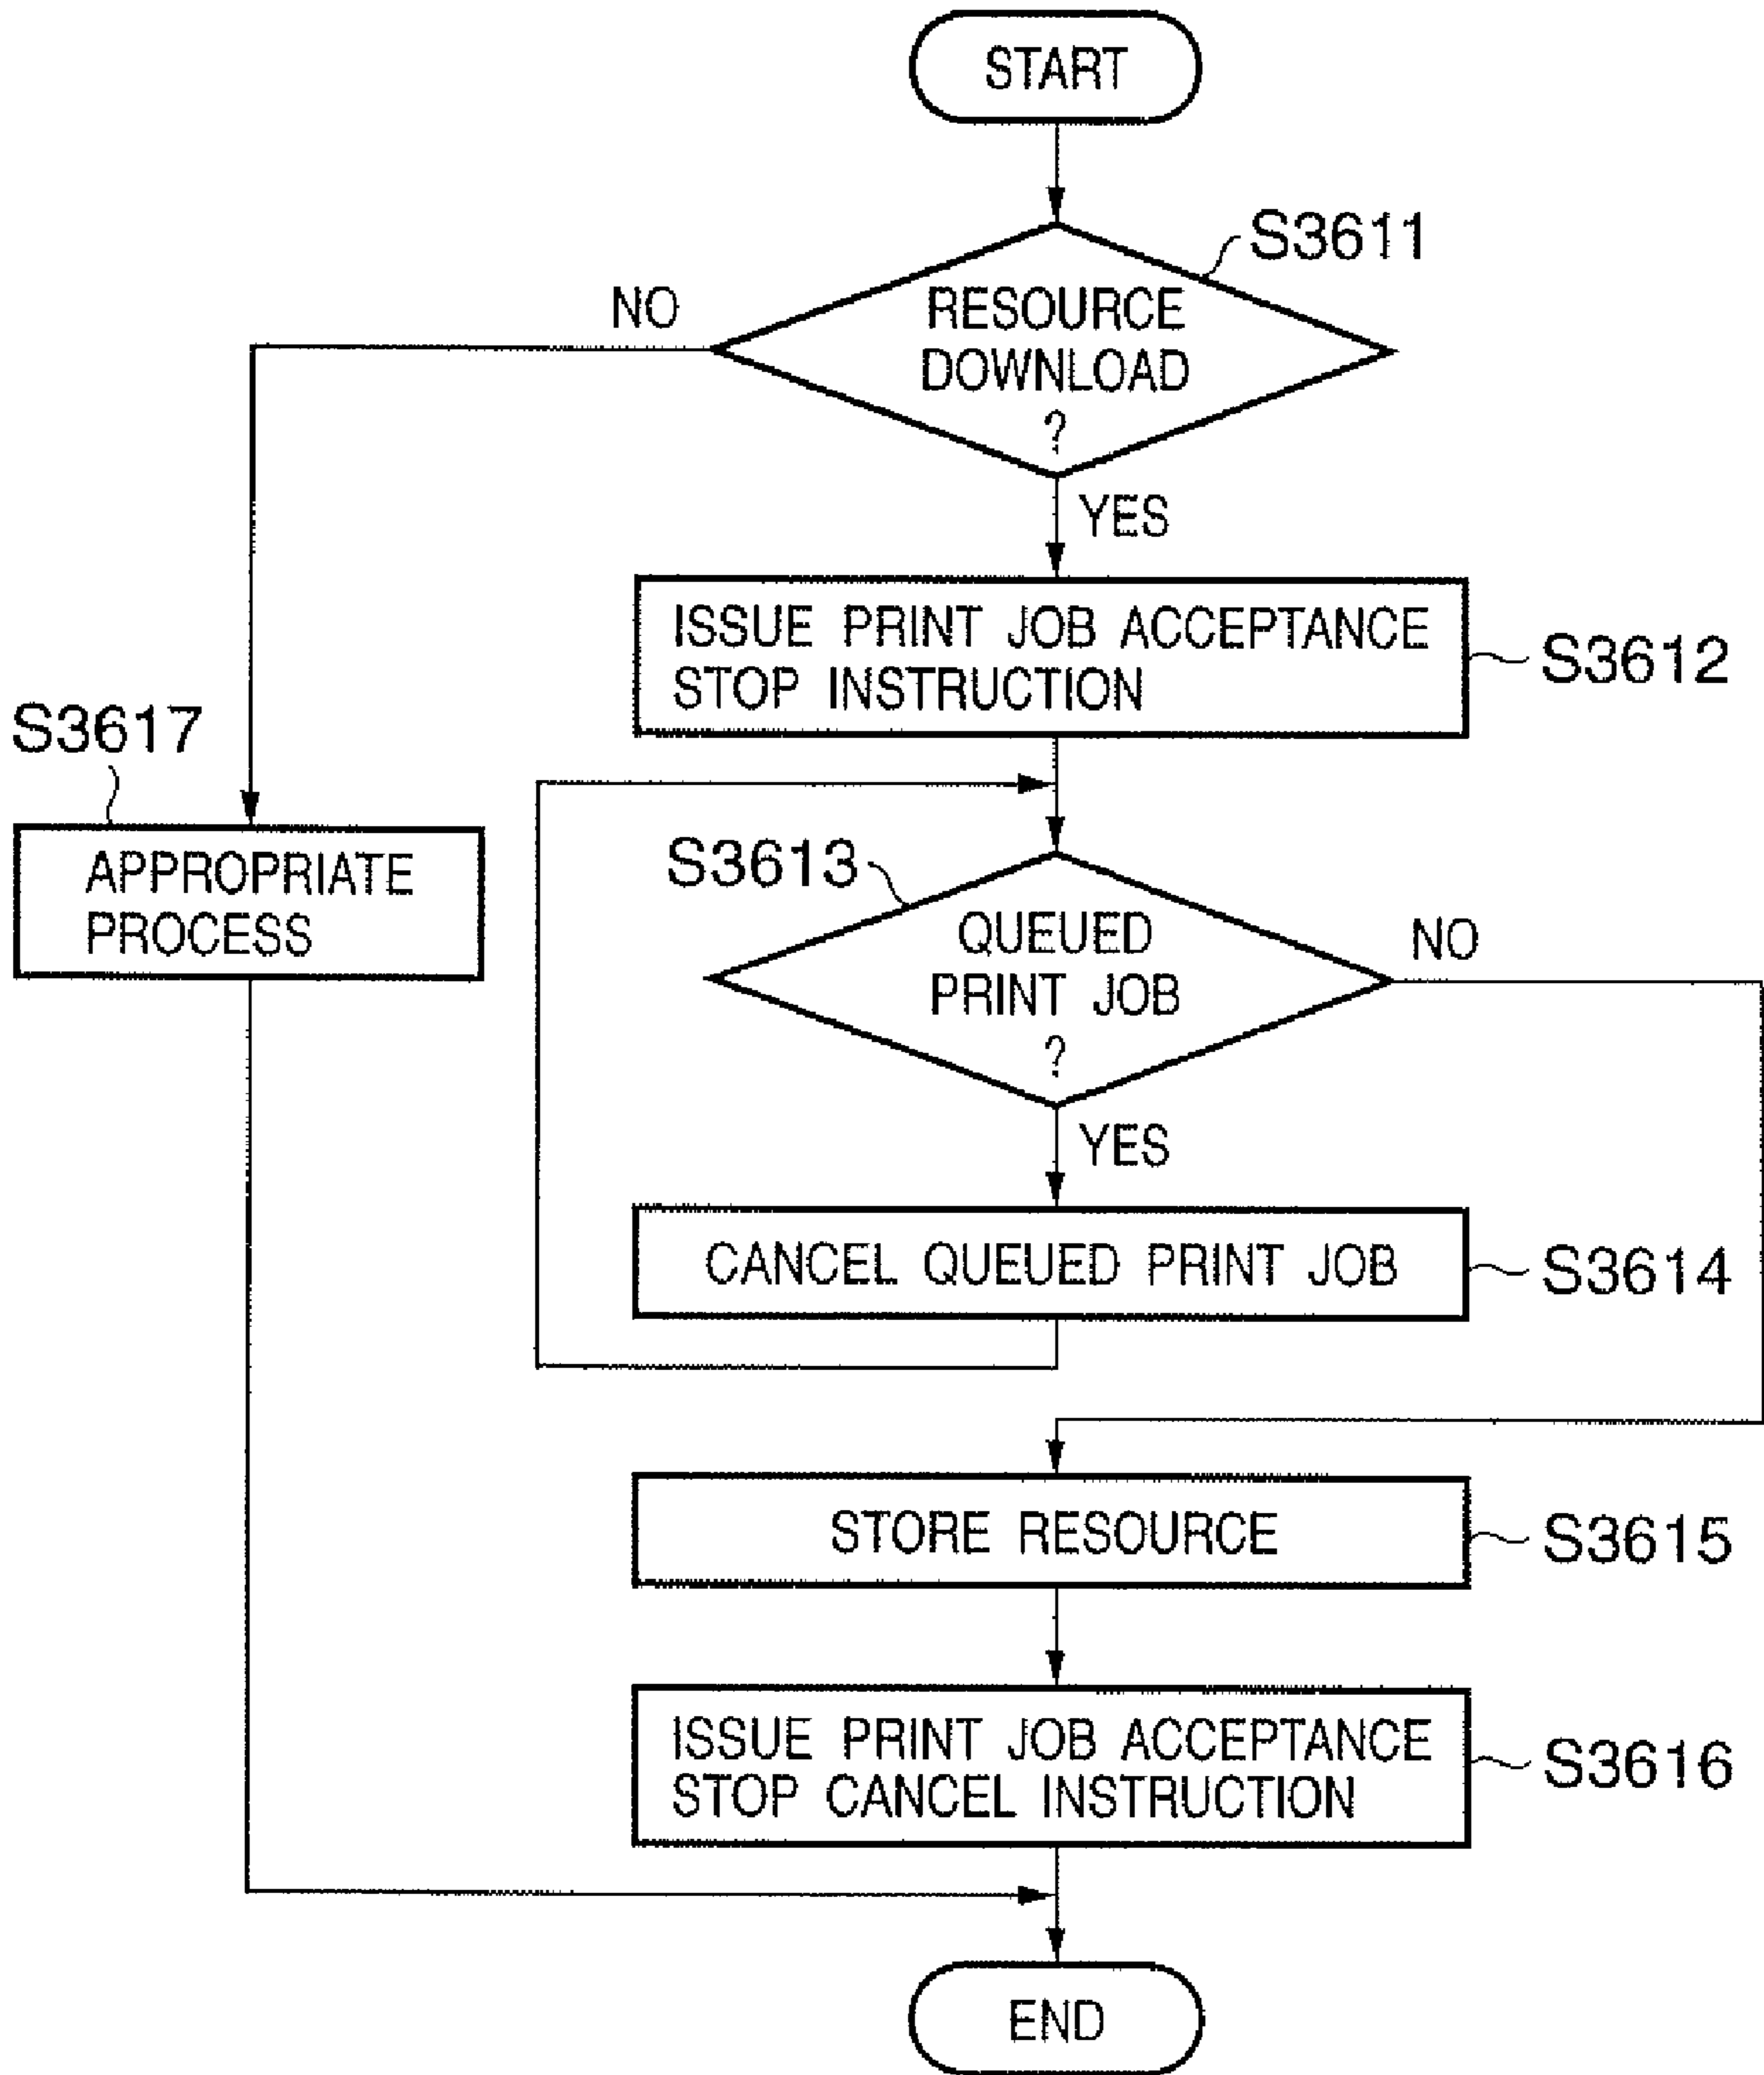 START
S3611
RESOURCE
DOWNLOAD
?
NO
YES
ISSUE PRINT JOB ACCEPTANCE
STOP INSTRUCTION
S3612
S3617
APPROPRIATE
PROCESS
S3613
QUEUED
PRINT JOB
?
NO
YES
CANCEL QUEUED PRINT JOB
S3614
STORE RESOURCE
S3615
ISSUE PRINT JOB ACCEPTANCE
STOP CANCEL INSTRUCTION
S3616
END